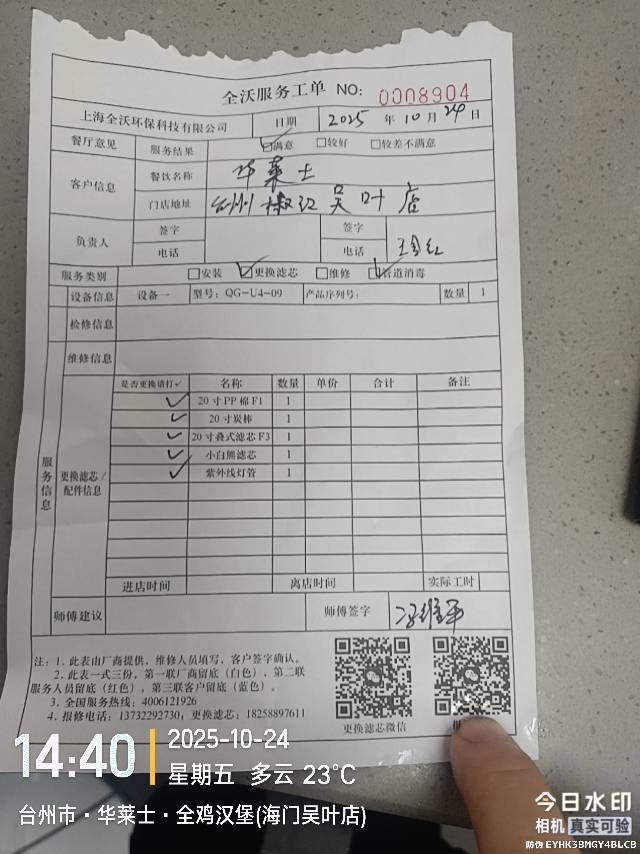 全沃服务工单 NO: 0008904
上海全沃环保科技有限公司 日期 2025 年 10 月 24 日
餐厅意见 服务结果 ☑满意 □较好 □较差不满意
客户信息 餐饮名称 华莱士
门店地址 台州椒江吴叶店
负责人 签字 签字
电话 电话
服务类别 □安装 ☑更换滤芯 □维修 ☑管道消毒
设备信息 设备一 型号: QG-U4-09 产品序列号: 数量 1
检修信息
维修信息
服务信息
更换滤芯/配件信息
是否更换请打✓ 名称 数量 单价 合计 备注
✓ 20寸PP棉F1 1
✓ 20寸炭棒 1
✓ 20寸叠式滤芯F3 1
✓ 小白熊滤芯 1
✓ 紫外线灯管 1
进店时间 离店时间 实际工时
师傅建议 师傅签字
注: 1. 此表由厂商提供, 维修人员填写, 客户签字确认。
2. 此表一式三份, 第一联厂商留底(白色), 第二联
服务人员留底(红色), 第三联客户留底(蓝色)。
3. 全国服务热线: 4006121926
4. 报修电话: 13732292730, 更换滤芯: 18258897611
更换滤芯微信
14:40
2025-10-24
星期五 多云 23°C
台州市·华莱士·全鸡汉堡(海门吴叶店)
今日水印
相机 真实可验
防伪 EYHK3BMGY4BLCB